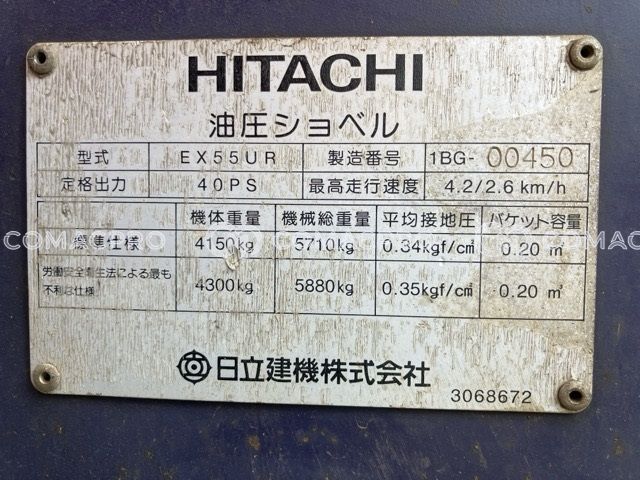 HITACHI
油圧ショベル
型式 EX55UR 製造番号 1BG-00450
定格出力 40PS 最高走行速度 4.2/2.6 km/h
機体重量 機械総重量 平均接地圧 バケット容量
標準仕様 4150kg 5710kg 0.34kgf/c㎡ 0.20 ㎥
労働安全衛生法による最も
不利な仕様 4300kg 5880kg 0.35kgf/c㎡ 0.20 ㎥
日立建機株式会社
3068672